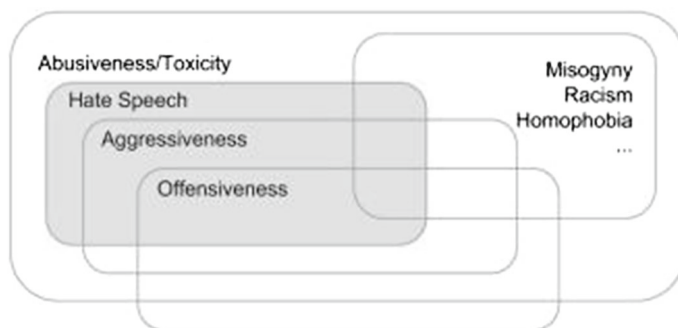 Abusiveness/Toxicity
Hate Speech
Aggressiveness
Offensiveness
Misogyny
Racism
Homophobia
...